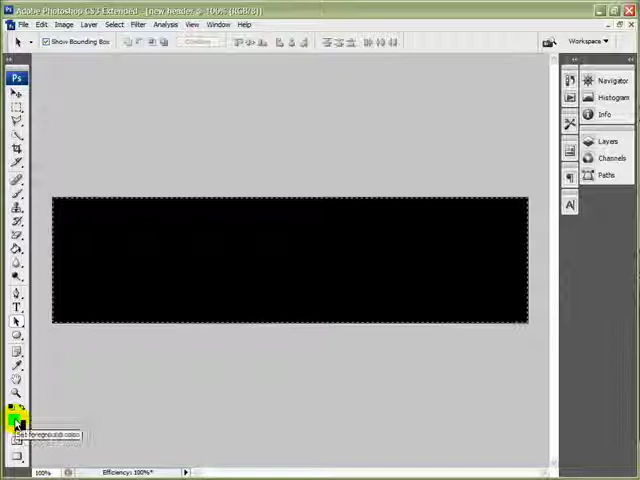 Adobe Photoshop CS3 Extended - [new header @ 100% (RGB/8)]
File Edit Image Layer Select Filter Analysis View Window Help
Show Bounding Box
Workspace
Ps
Navigator
Histogram
Info
Layers
Channels
Paths
T
A
Set foreground color
100%
Efficiency: 100%*